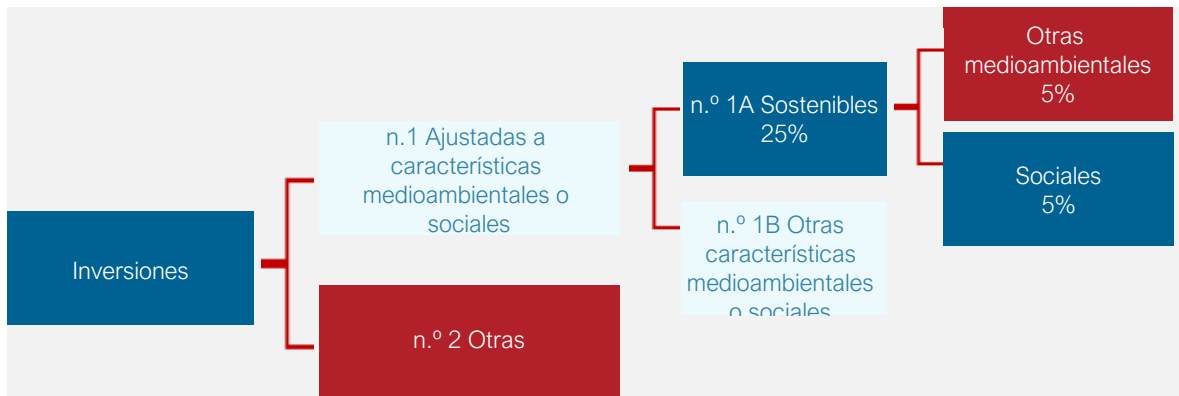 Otras
medioambientales
5%
n.º 1A Sostenibles
25%
n.1 Ajustadas a
características
medioambientales o
sociales
Sociales
5%
Inversiones
n.º 1B Otras
características
medioambientales
o sociales
n.º 2 Otras